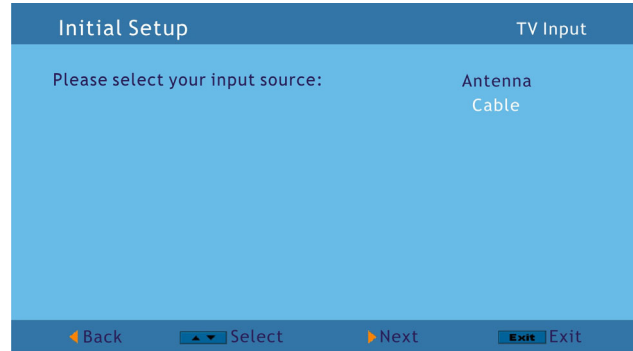 Initial Setup TV Input
Please select your input source: Antenna
Cable
Back Select Next Exit Exit